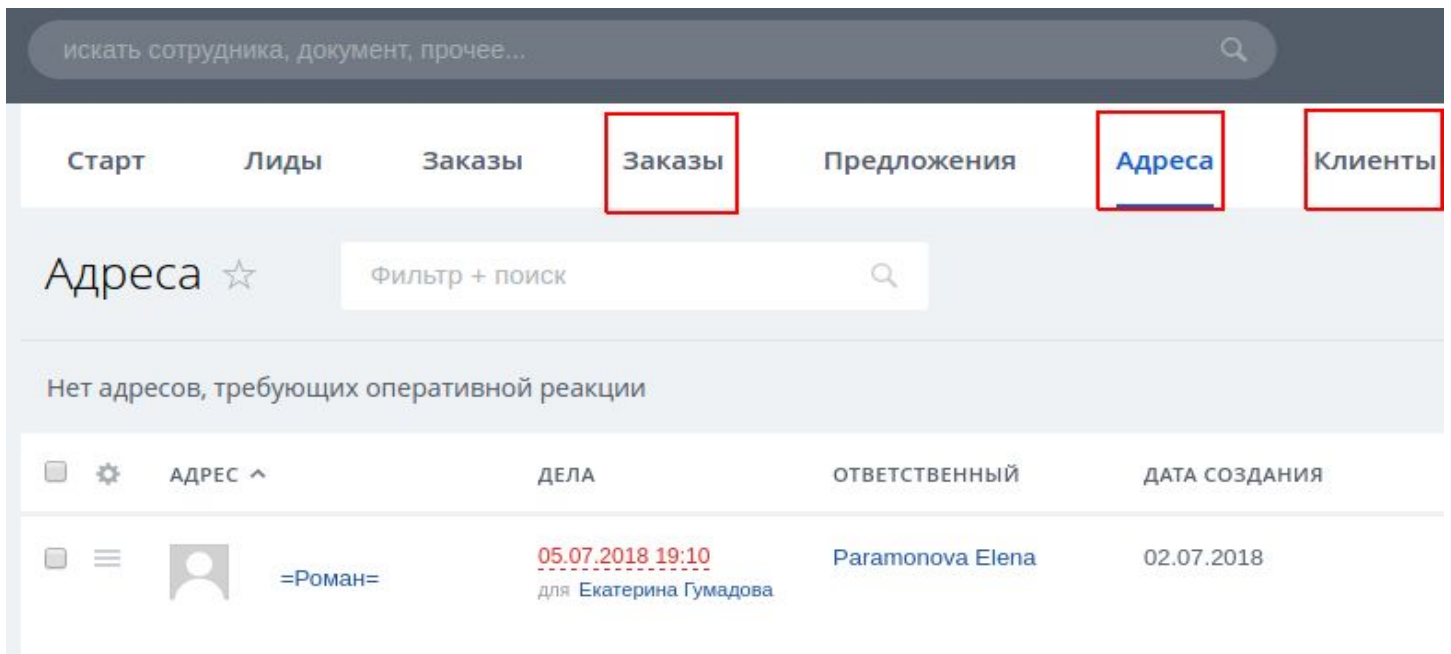 искать сотрудника, документ, прочее...
Старт Лиды Заказы Заказы Предложения Адреса Клиенты
Адреса Фильтр + поиск
Нет адресов, требующих оперативной реакции
АДРЕС ДЕЛА ОТВЕТСТВЕННЫЙ ДАТА СОЗДАНИЯ
=Роман= 05.07.2018 19:10 Paramonova Elena 02.07.2018
для Екатерина Гумадова